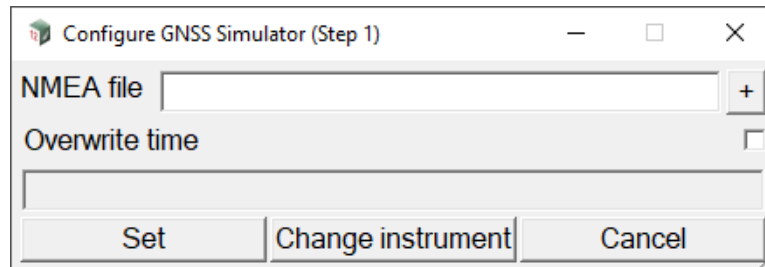 Configure GNSS Simulator (Step 1)
NMEA file +
Overwrite time
Set Change instrument Cancel